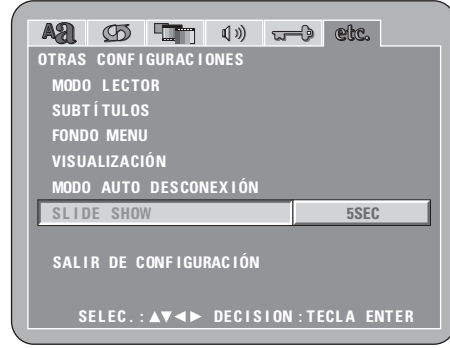 Aa etc.
OTRAS CONFIGURACIONES
MODO LECTOR
SUBTÍTULOS
FONDO MENU
VISUALIZACIÓN
MODO AUTO DESCONEXIÓN
SLIDE SHOW 5SEC
SALIR DE CONFIGURACIÓN
SELEC.:▲▼◄► DECISION:TECLA ENTER